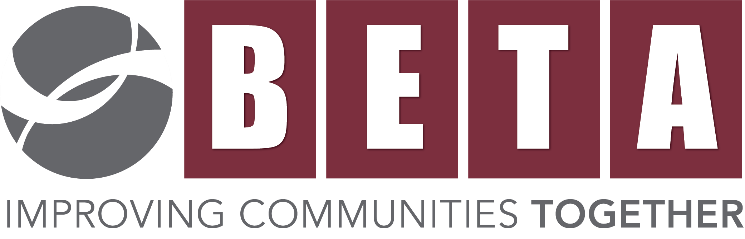 BETA
IMPROVING COMMUNITIES TOGETHER